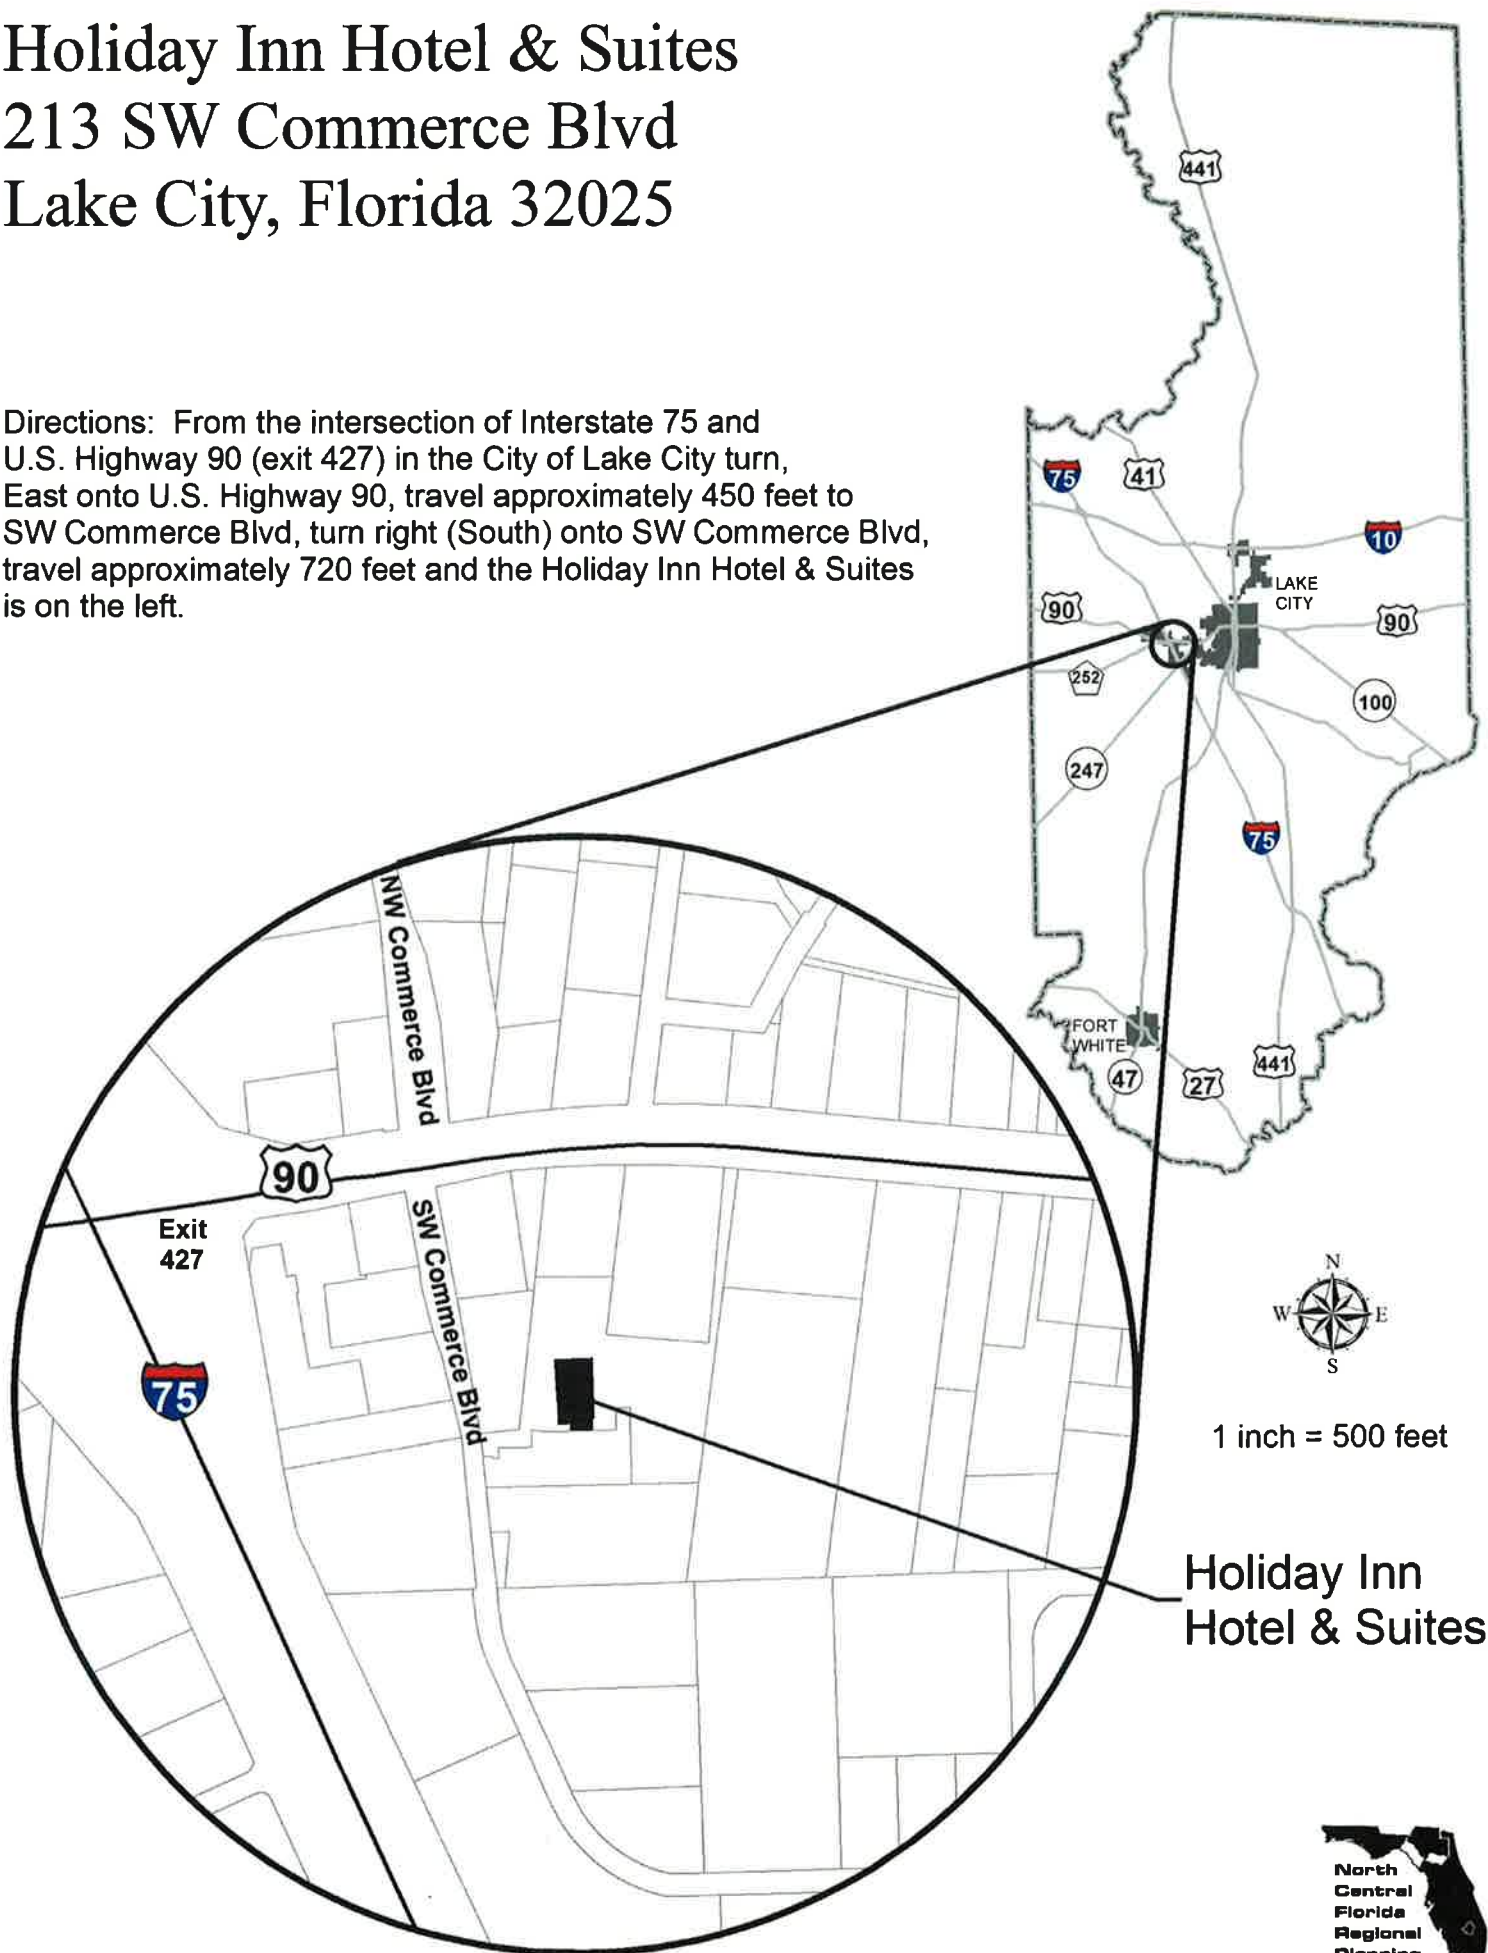 Holiday Inn Hotel & Suites
213 SW Commerce Blvd
Lake City, Florida 32025
Directions: From the intersection of Interstate 75 and
U.S. Highway 90 (exit 427) in the City of Lake City turn,
East onto U.S. Highway 90, travel approximately 450 feet to
SW Commerce Blvd, turn right (South) onto SW Commerce Blvd,
travel approximately 720 feet and the Holiday Inn Hotel & Suites
is on the left.
441
75
41
10
LAKE
CITY
90
90
252
100
247
75
FORT
WHITE
47
27
441
NW Commerce Blvd
90
Exit
427
SW Commerce Blvd
75
N
W
E
S
1 inch = 500 feet
Holiday Inn
Hotel & Suites
North
Central
Florida
Regional
Planning